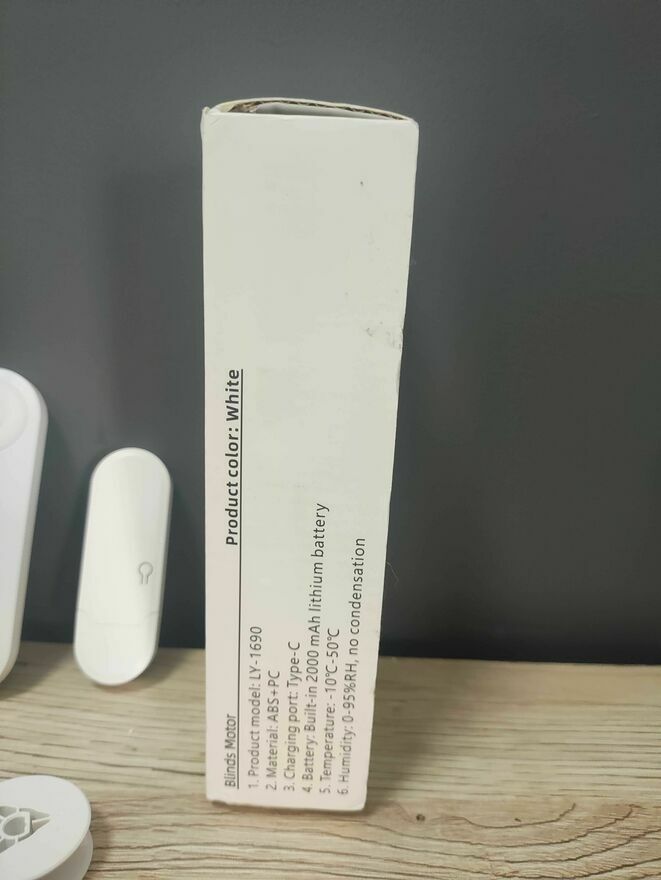 Blinds Motor Product color: White
1. Product model: LY-1690
2. Material: ABS+PC
3. Charging port: Type-C
4. Battery: Built-in 2000 mAh lithium battery
5. Temperature: -10℃-50℃
6. Humidity: 0-95%RH, no condensation